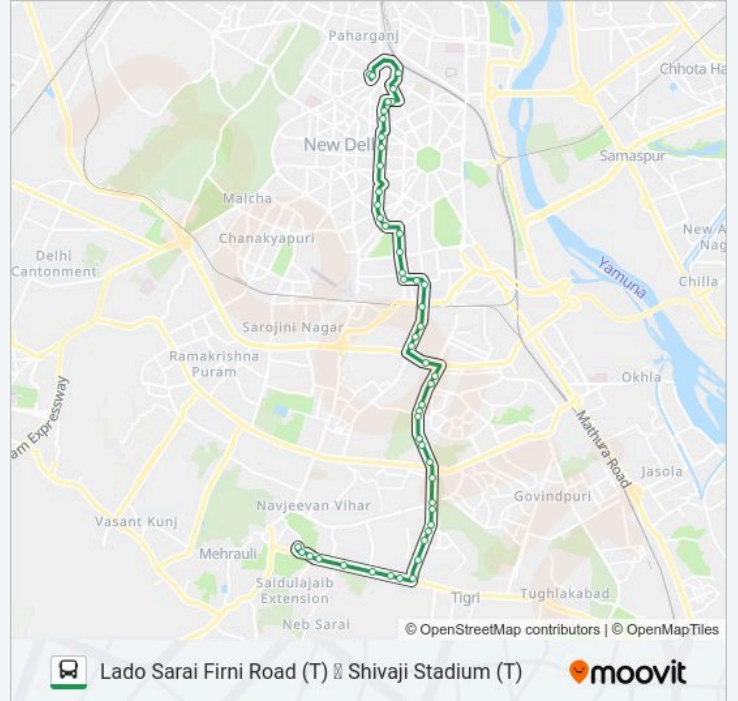 Paharganj
Chhota Ha
New Del
Samaspur
Malcha
Chanakyapuri
New A
Nag
Delhi
Cantonment
Yamuna
Chilla
Sarojini Nagar
Ramakrishna
Puram
Okhla
am Expressway
Mathura Road
Jasola
Govindpuri
Navjeevan Vihar
Vasant Kunj
Mehrauli
Saidulajaib
Extension
Tigri
Tughlakabad
Neb Sarai
© OpenStreetMap contributors | © OpenMapTiles
Lado Sarai Firni Road (T) Shivaji Stadium (T)
moovit